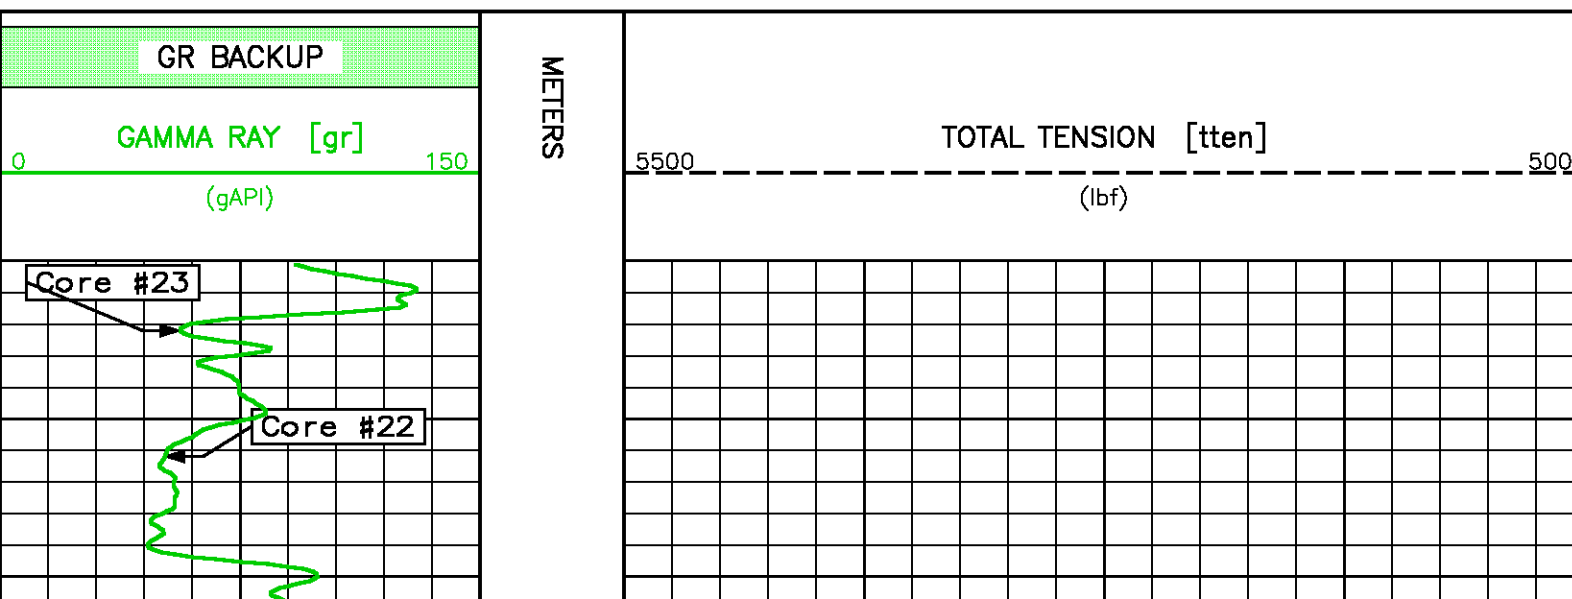 GR BACKUP
GAMMA RAY [gr]
0 150
(gAPI)
METERS
TOTAL TENSION [tten]
5500 500
(lbf)
Core #23
Core #22